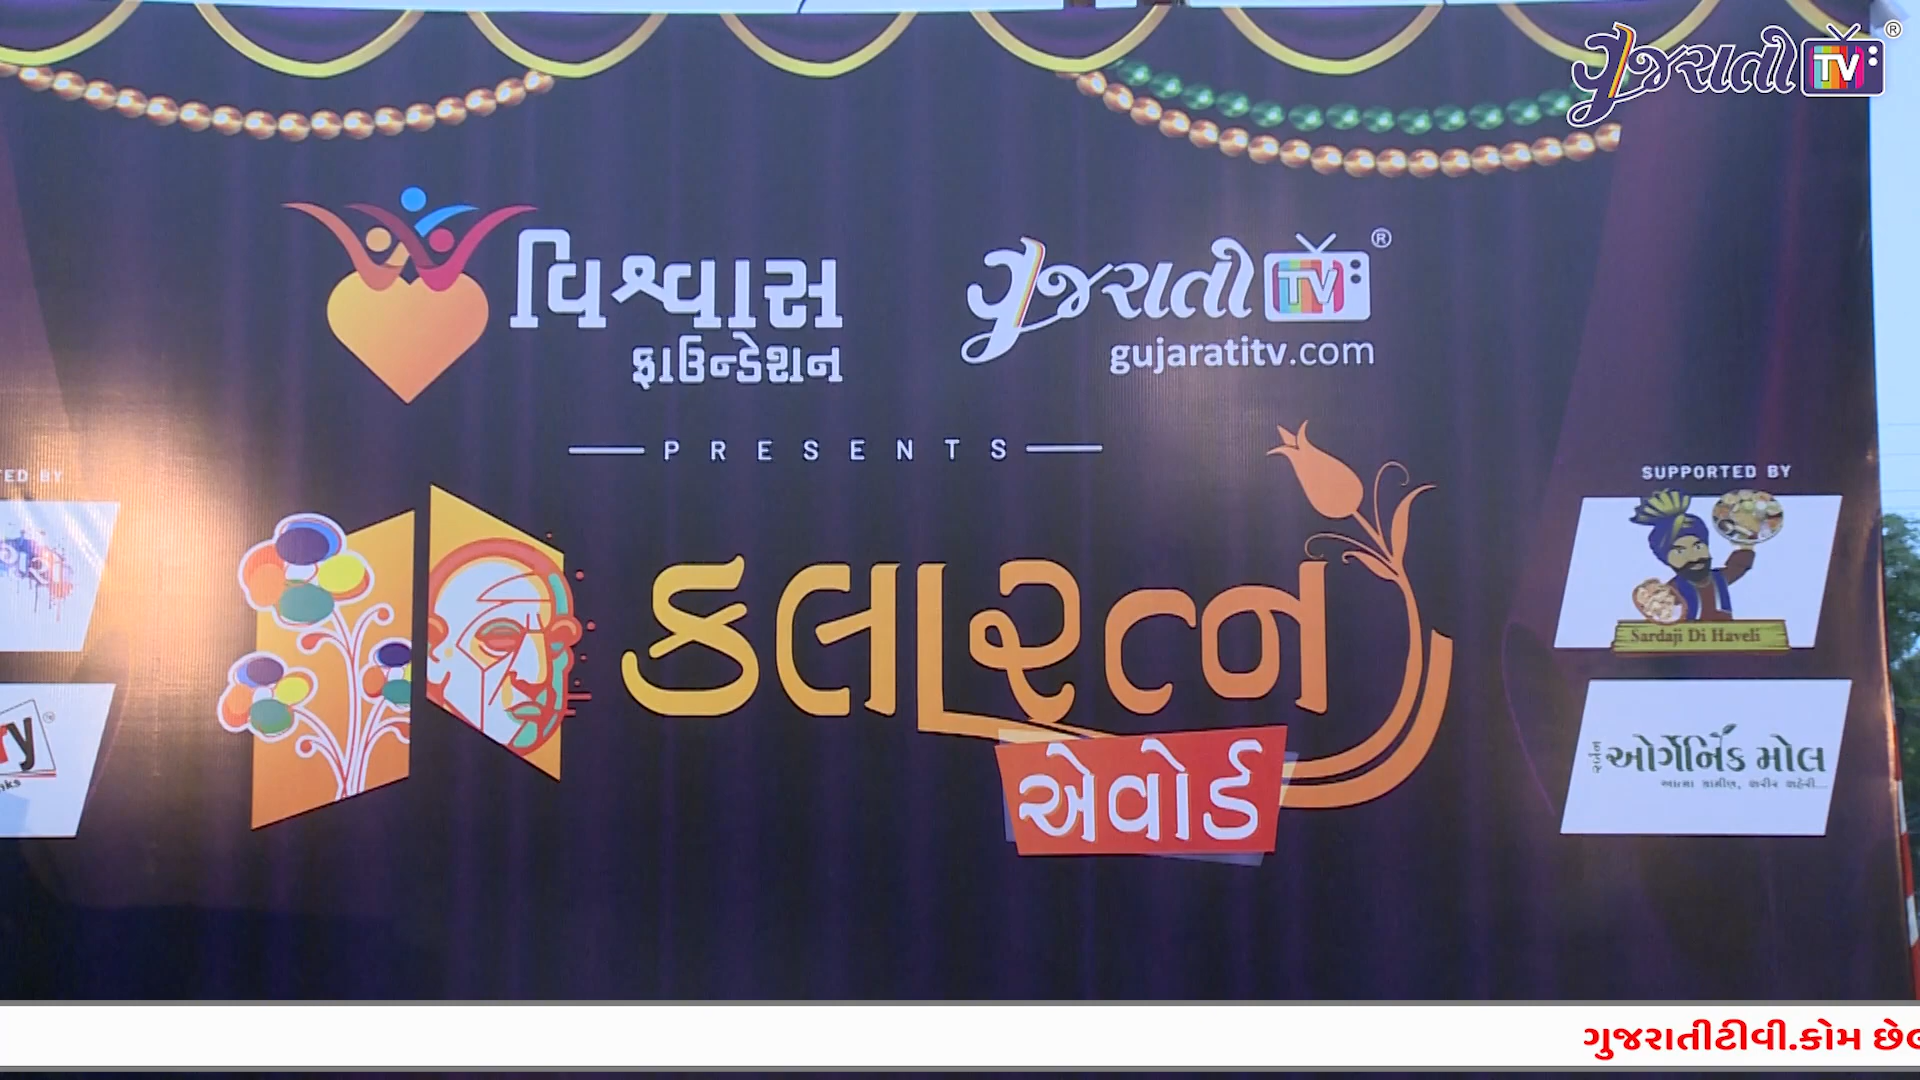 ગુજરાતી TV ®
વિશ્વાસ
ફાઉન્ડેશન
ગુજરાતી TV ®
gujaratitv.com
PRESENTS
SUPPORTED BY
Sardaji Di Haveli
કલારત્ન
એવોર્ડ
ઓર્ગેનિક મોલ
ગુજરાતીટીવી.કોમ